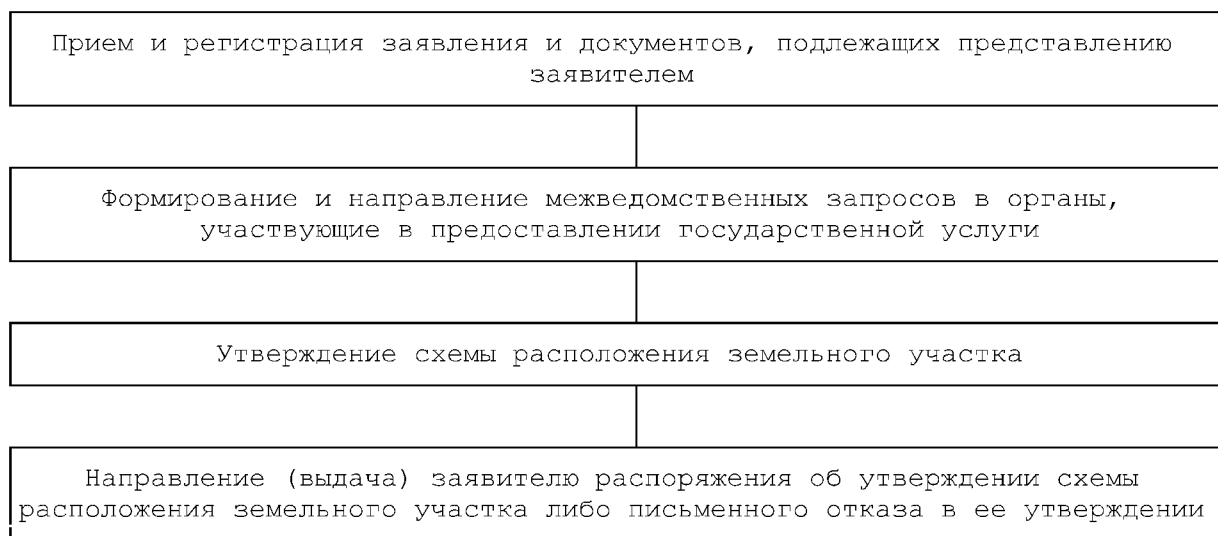 Прием и регистрация заявления и документов, подлежащих представлению
заявителем
Формирование и направление межведомственных запросов в органы,
участвующие в предоставлении государственной услуги
Утверждение схемы расположения земельного участка
Направление (выдача) заявителю распоряжения об утверждении схемы
расположения земельного участка либо письменного отказа в ее утверждении